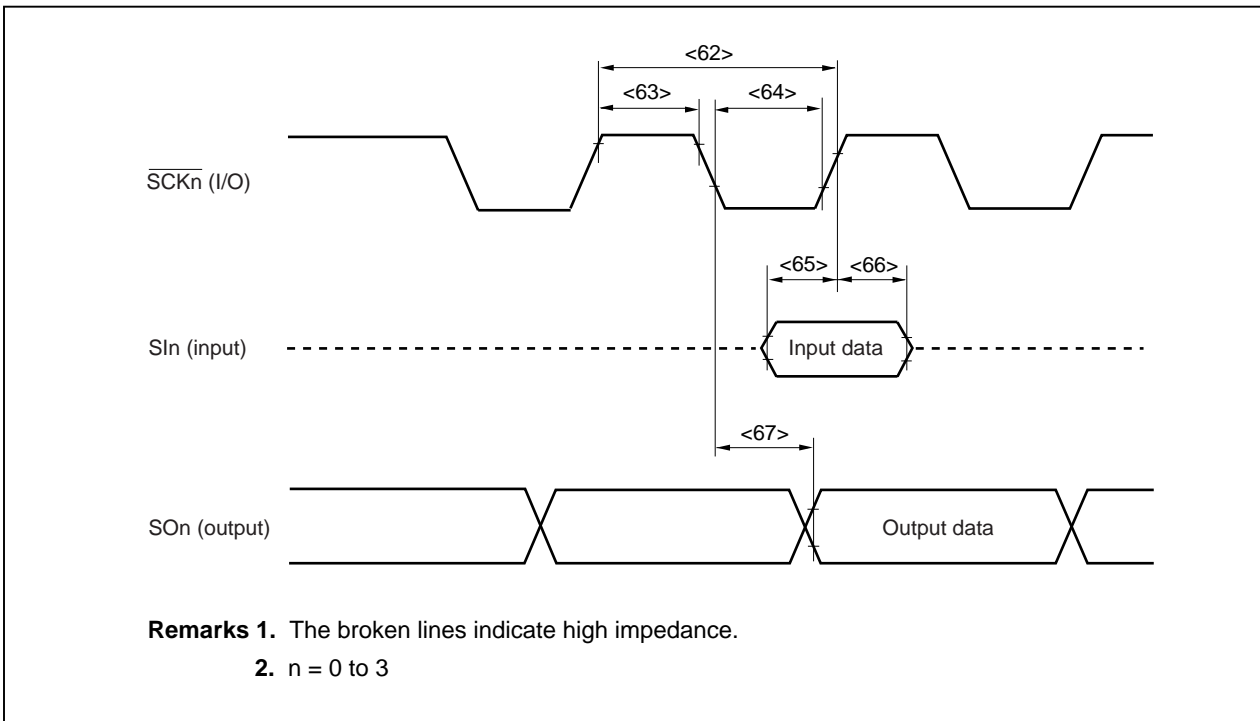 <62>
<63> <64>
SCKn (I/O)
<65> <66>
SIn (input) Input data
<67>
SOn (output) Output data
Remarks 1. The broken lines indicate high impedance.
2. n = 0 to 3